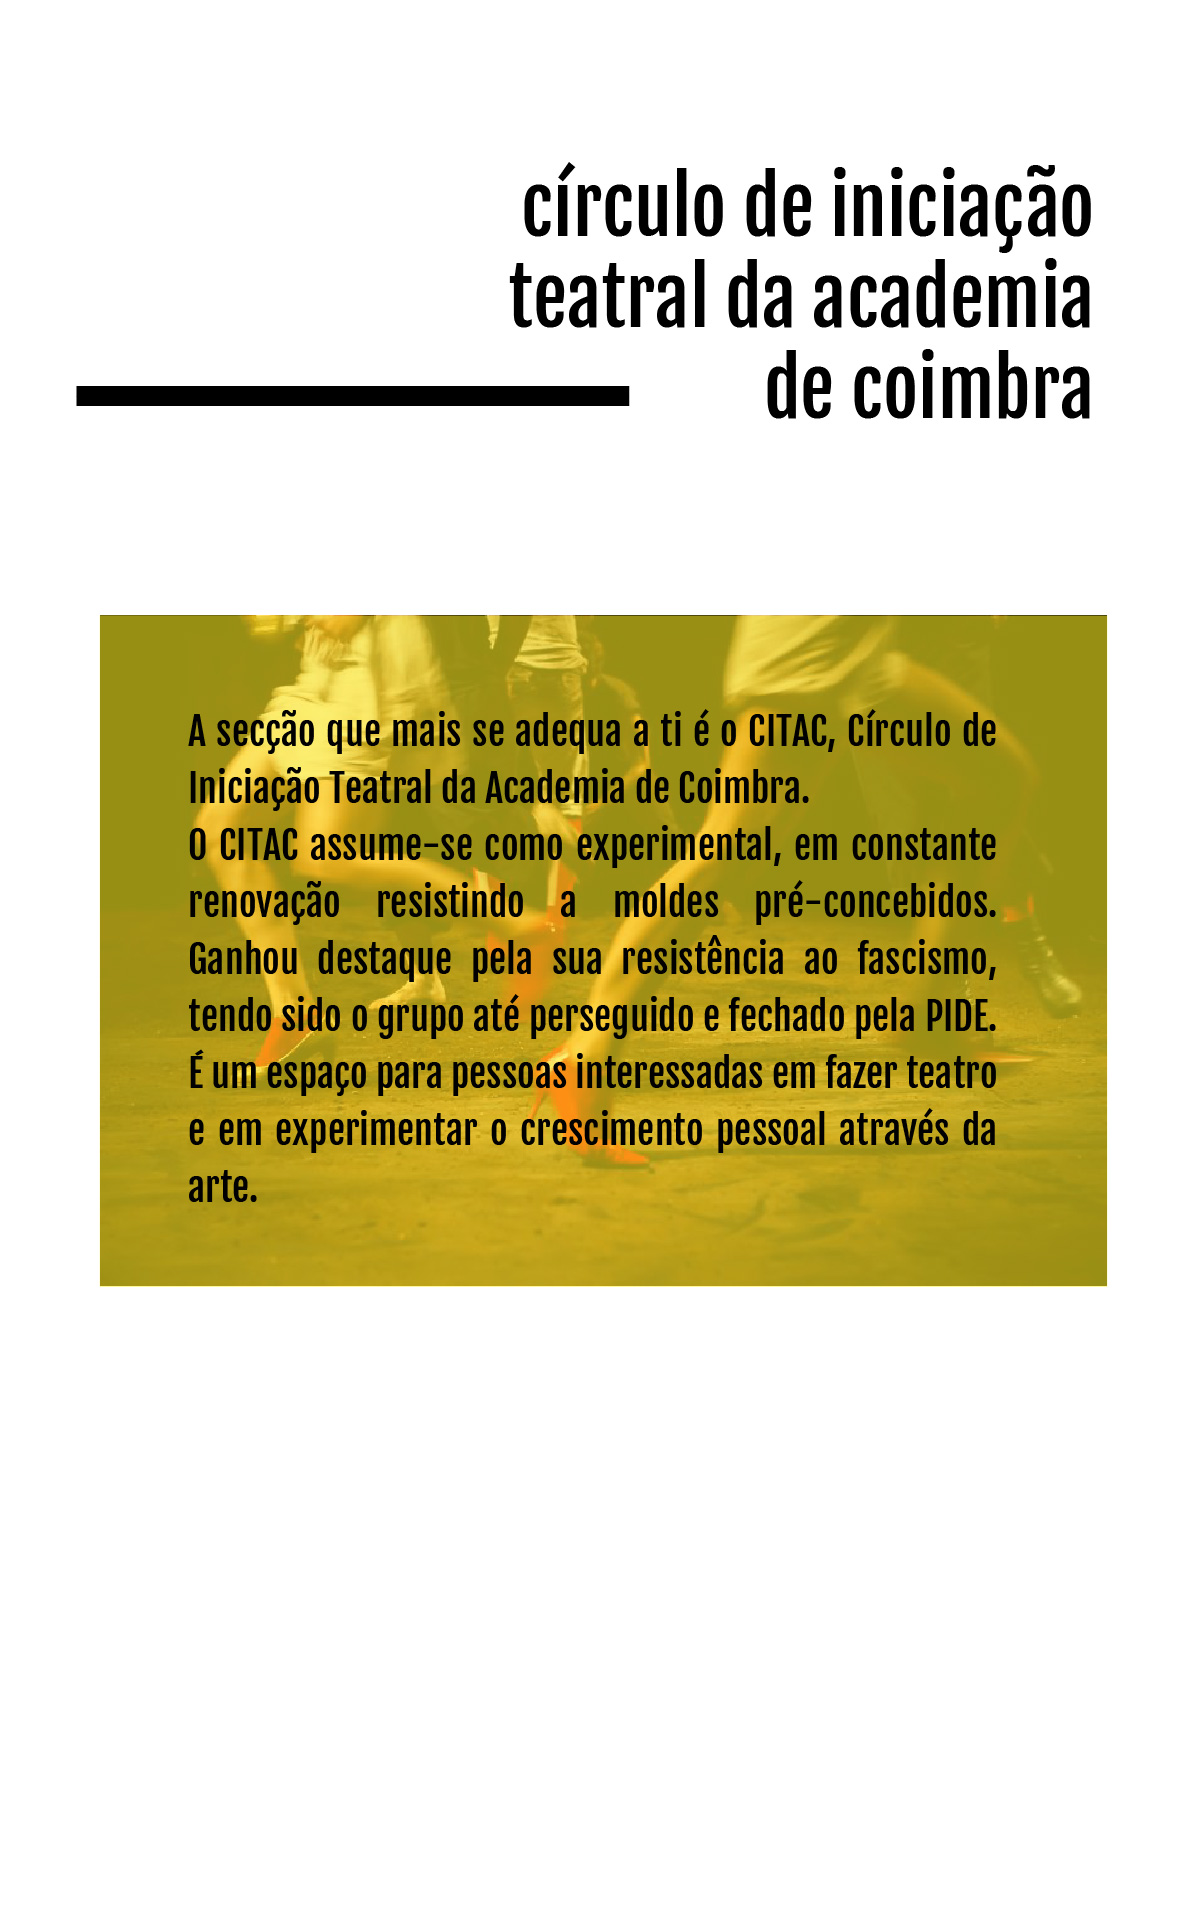 círculo de iniciação
teatral da academia
de coimbra
A secção que mais se adequa a ti é o CITAC, Círculo de
Iniciação Teatral da Academia de Coimbra.
O CITAC assume-se como experimental, em constante
renovação resistindo a moldes pré-concebidos.
Ganhou destaque pela sua resistência ao fascismo,
tendo sido o grupo até perseguido e fechado pela PIDE.
É um espaço para pessoas interessadas em fazer teatro
e em experimentar o crescimento pessoal através da
arte.